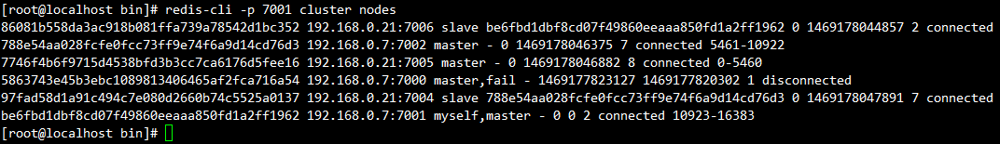 [root@localhost bin]# redis-cli -p 7001 cluster nodes
86081b558da3ac918b081ffa739a78542d1bc352 192.168.0.21:7006 slave be6fbd1dbf8cd07f49860eeaaa850fd1a2ff1962 0 1469178044857 2 connected
788e54aa028fcfe0fcc73ff9e74f6a9d14cd76d3 192.168.0.7:7002 master - 0 1469178046375 7 connected 5461-10922
7746f4b6f9715d4538bfd3b3cc7ca6176d5fee16 192.168.0.21:7005 master - 0 1469178046882 8 connected 0-5460
5863743e45b3ebc1089813406465af2fca716a54 192.168.0.7:7000 master,fail - 1469177823127 1469177820302 1 disconnected
97fad58d1a91c494c7e080d2660b74c5525a0137 192.168.0.21:7004 slave 788e54aa028fcfe0fcc73ff9e74f6a9d14cd76d3 0 1469178047891 7 connected
be6fbd1dbf8cd07f49860eeaaa850fd1a2ff1962 192.168.0.7:7001 myself,master - 0 0 2 connected 10923-16383
[root@localhost bin]#